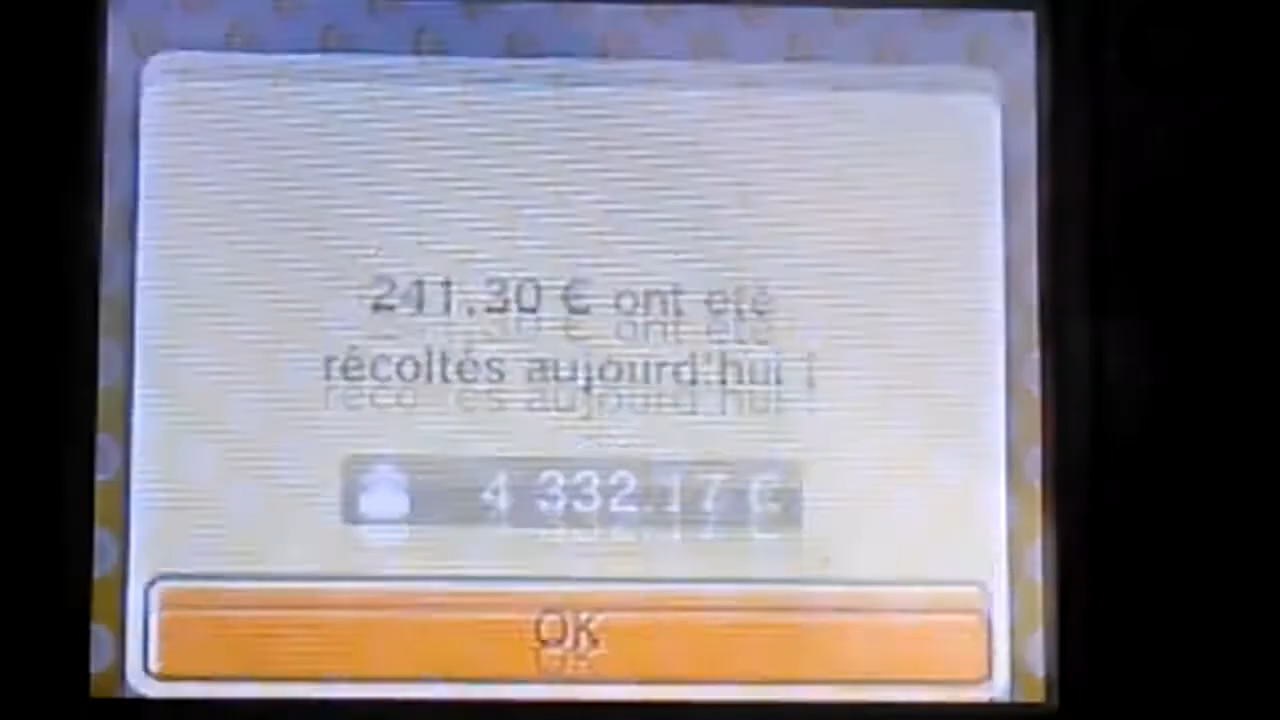 241.30 € ont été
récoltés aujourd'hui !
4 332.17 €
OK